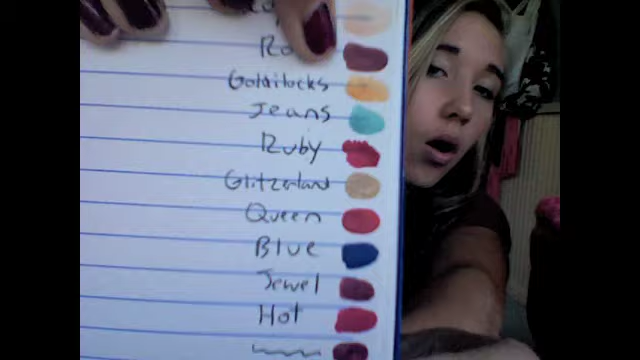 Goldilocks
Jeans
Ruby
Glitzerland
Queen
Blue
Jewel
Hot